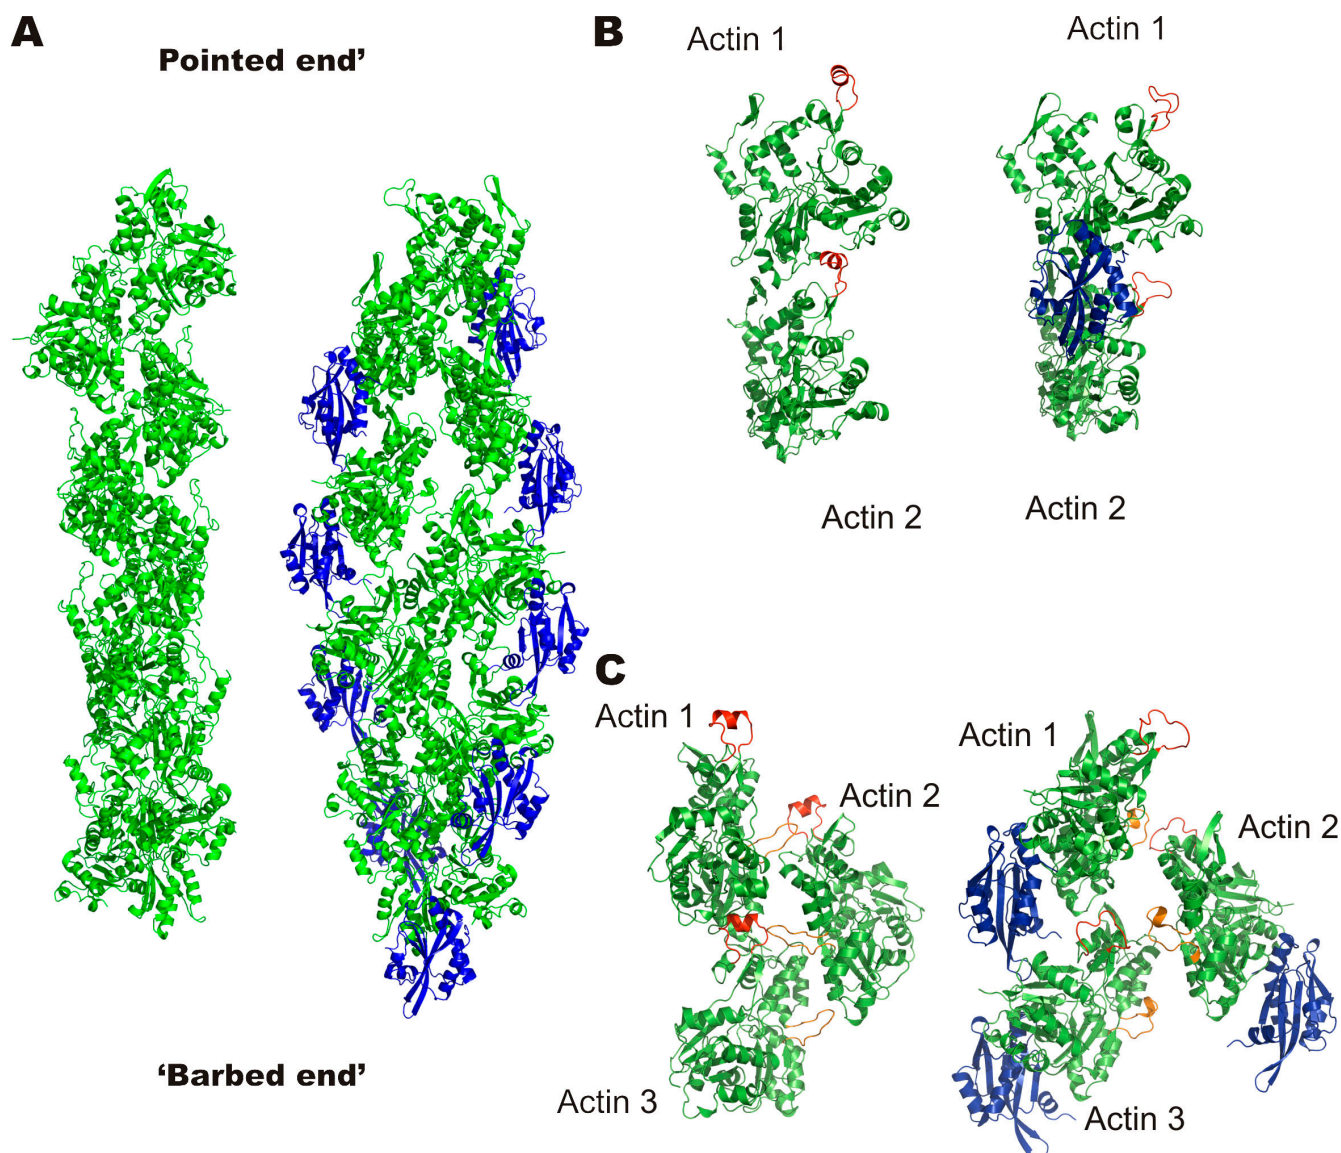 A
Pointed end’
‘Barbed end’
B
Actin 1
Actin 1
Actin 2
Actin 2
C
Actin 1
Actin 2
Actin 3
Actin 1
Actin 2
Actin 3